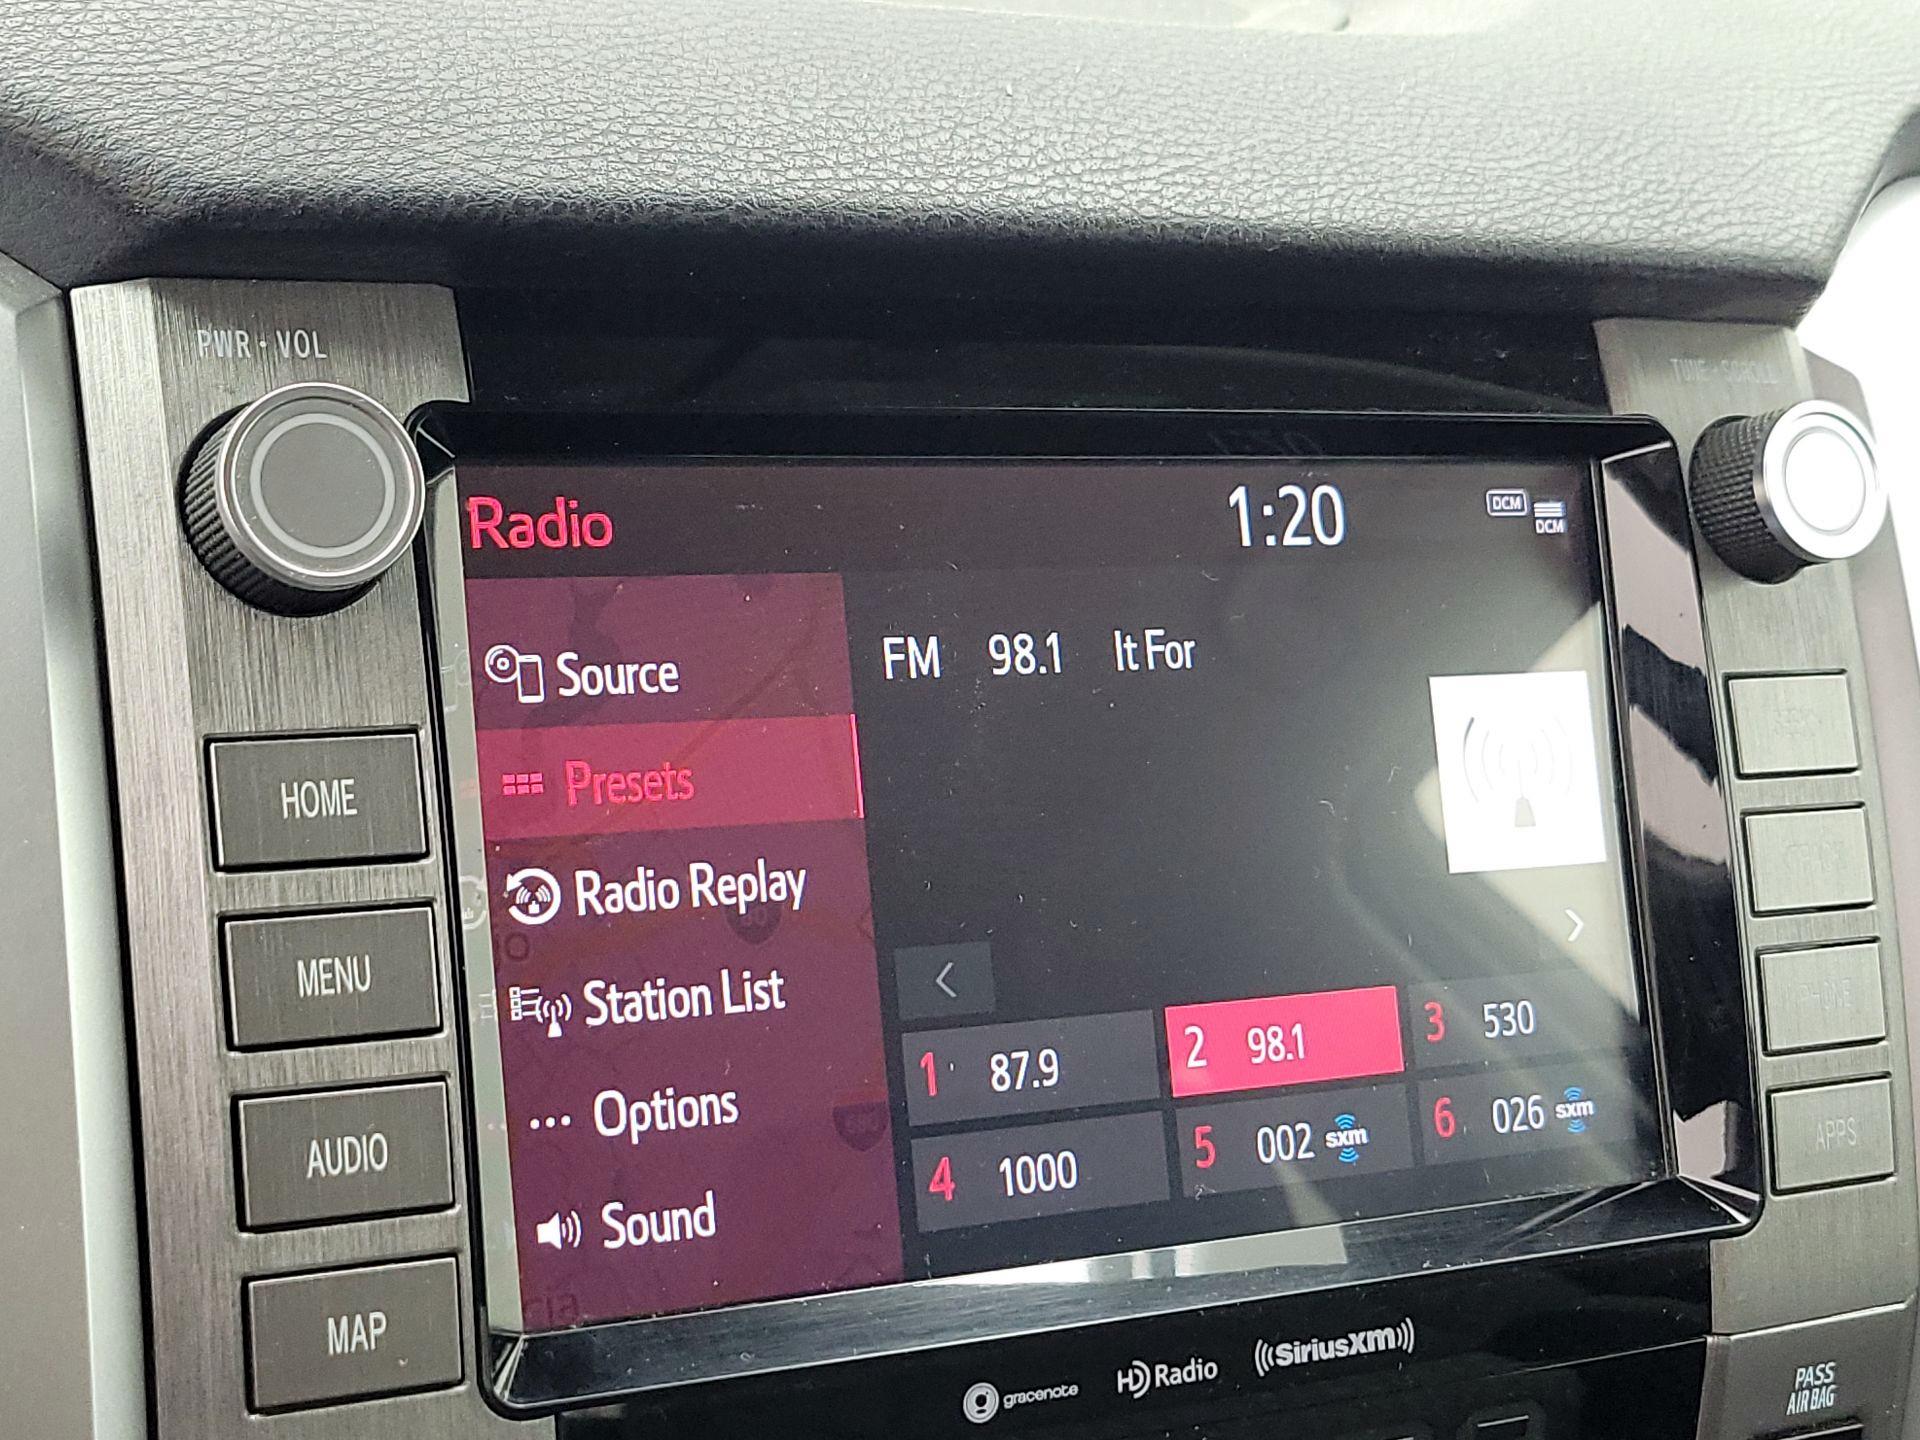 PWR · VOL
TUNE · SCROLL
Radio
1:20
DCM
DCM
Source
FM 98.1 It For
Presets
HOME
Radio Replay
MENU
Station List
1 87.9
2 98.1
3 530
Options
4 1000
5 002 sxm
6 026 sxm
AUDIO
APPS
Sound
MAP
gracenote
HD Radio
SiriusXM
PASS
AIR BAG